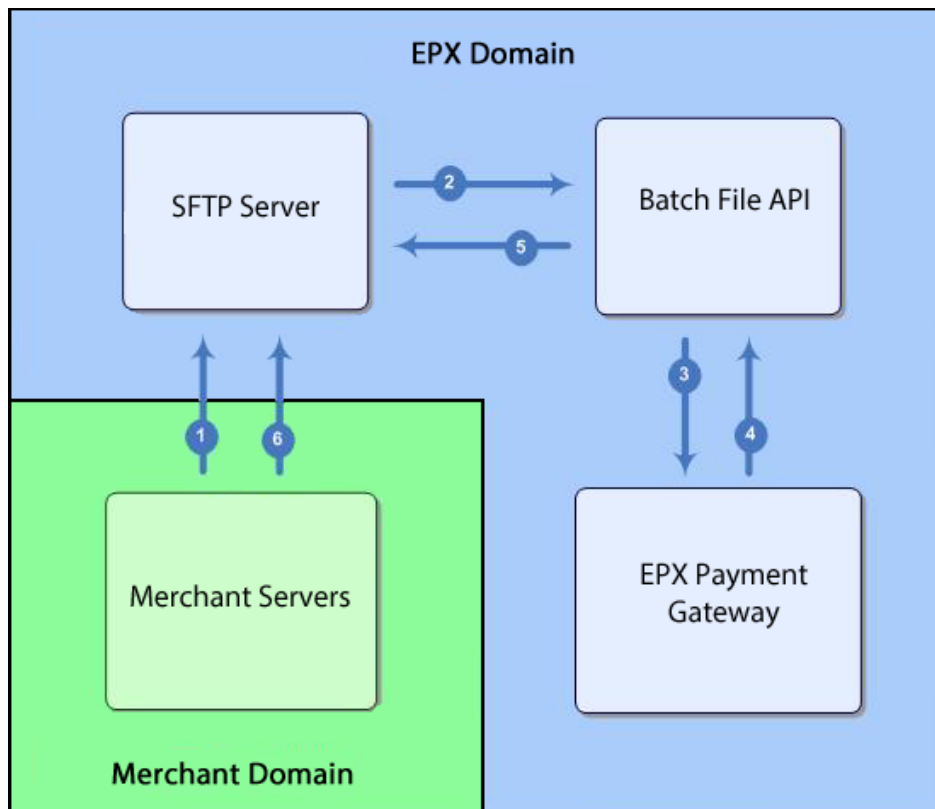 EPX Domain
SFTP Server
Batch File API
2
5
3
4
1
6
Merchant Servers
EPX Payment
Gateway
Merchant Domain